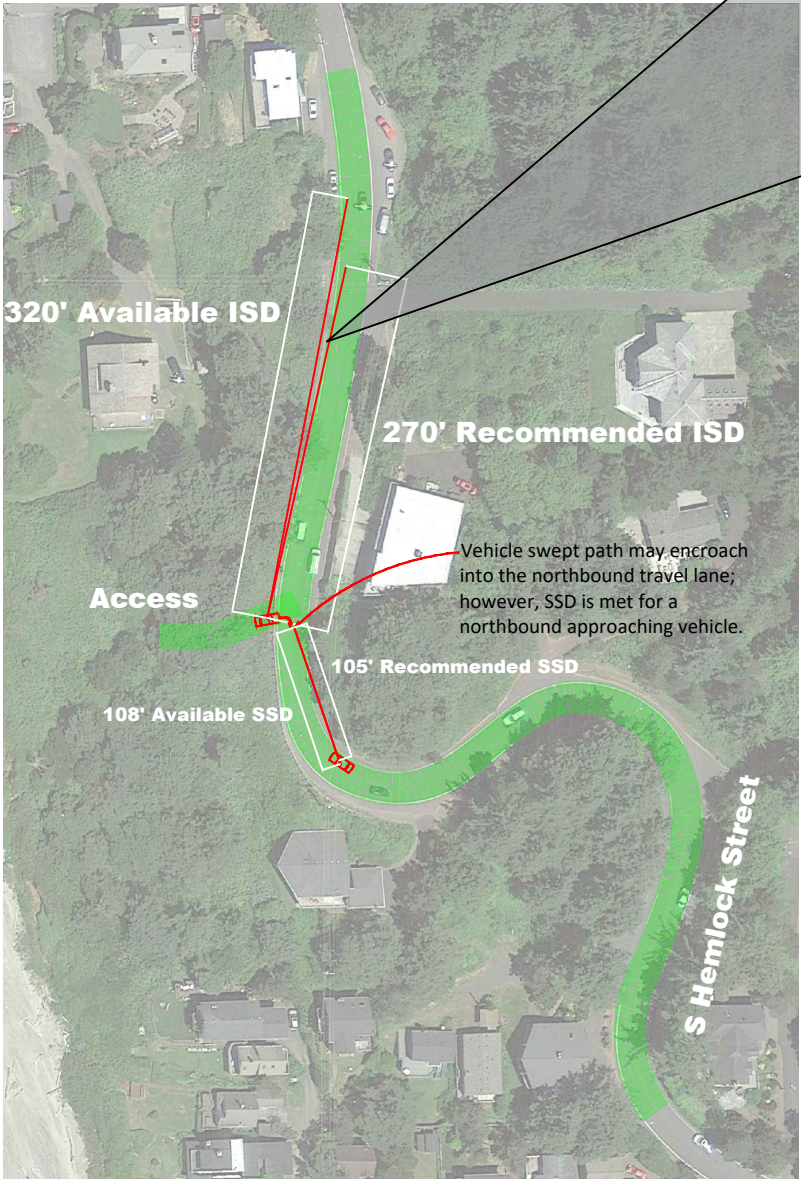 320' Available ISD
270' Recommended ISD
Vehicle swept path may encroach
into the northbound travel lane;
however, SSD is met for a
northbound approaching vehicle.
Access
105' Recommended SSD
108' Available SSD
S Hemlock Street